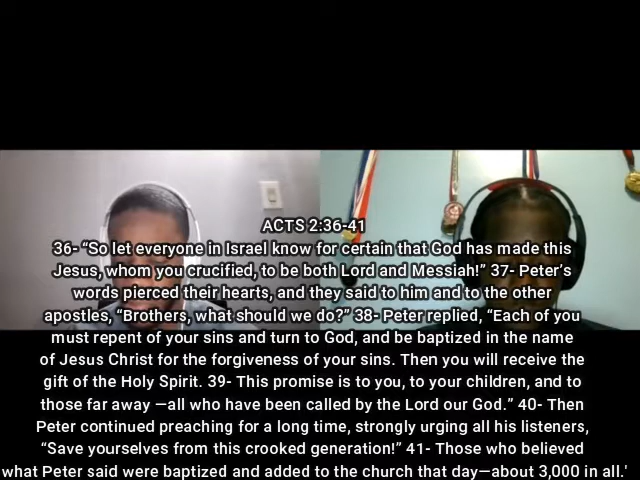 ACTS 2:36-41
36- “So let everyone in Israel know for certain that God has made this
Jesus, whom you crucified, to be both Lord and Messiah!” 37- Peter’s
words pierced their hearts, and they said to him and to the other
apostles, “Brothers, what should we do?” 38- Peter replied, “Each of you
must repent of your sins and turn to God, and be baptized in the name
of Jesus Christ for the forgiveness of your sins. Then you will receive the
gift of the Holy Spirit. 39- This promise is to you, to your children, and to
those far away —all who have been called by the Lord our God.” 40- Then
Peter continued preaching for a long time, strongly urging all his listeners,
“Save yourselves from this crooked generation!” 41- Those who believed
what Peter said were baptized and added to the church that day—about 3,000 in all.'